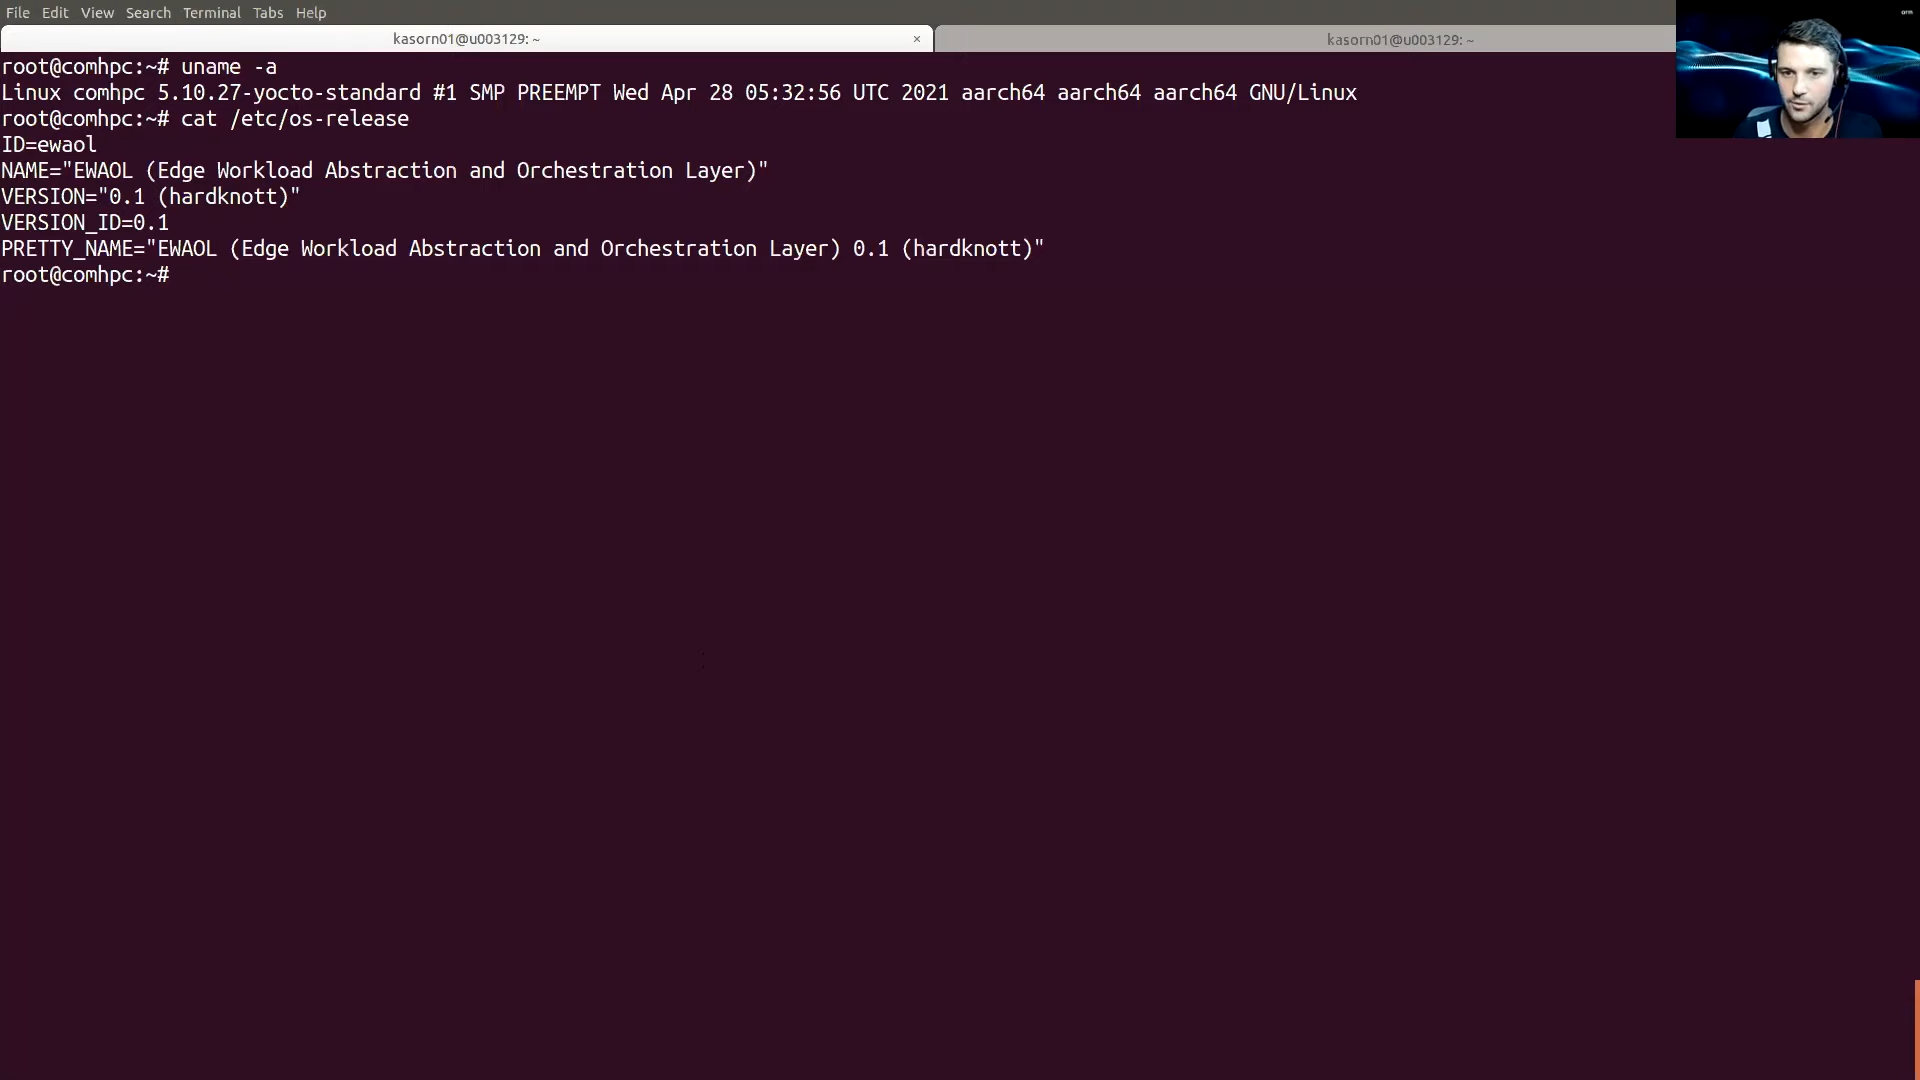 File Edit View Search Terminal Tabs Help
kasorn01@u003129: ~ ×
kasorn01@u003129: ~
arm
root@comhpc:~# uname -a
Linux comhpc 5.10.27-yocto-standard #1 SMP PREEMPT Wed Apr 28 05:32:56 UTC 2021 aarch64 aarch64 aarch64 GNU/Linux
root@comhpc:~# cat /etc/os-release
ID=ewaol
NAME="EWAOL (Edge Workload Abstraction and Orchestration Layer)"
VERSION="0.1 (hardknott)"
VERSION_ID=0.1
PRETTY_NAME="EWAOL (Edge Workload Abstraction and Orchestration Layer) 0.1 (hardknott)"
root@comhpc:~#